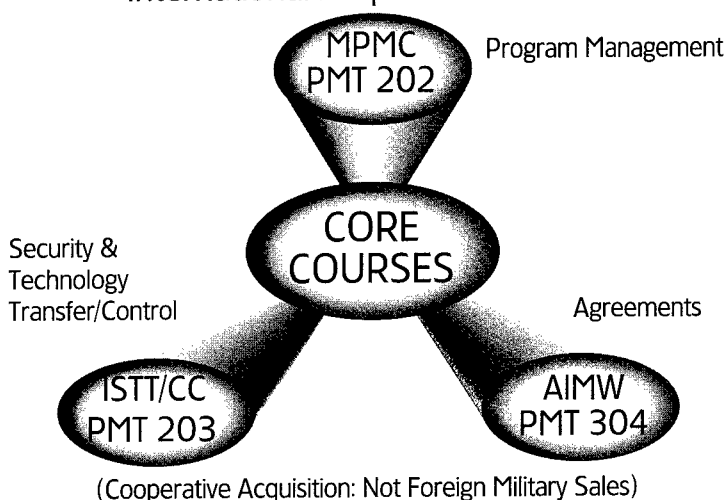 MPMC
PMT 202
Program Management
CORE
COURSES
Security &
Technology
Transfer/Control
Agreements
ISTT/CC
PMT 203
AIMW
PMT 304
(Cooperative Acquisition: Not Foreign Military Sales)